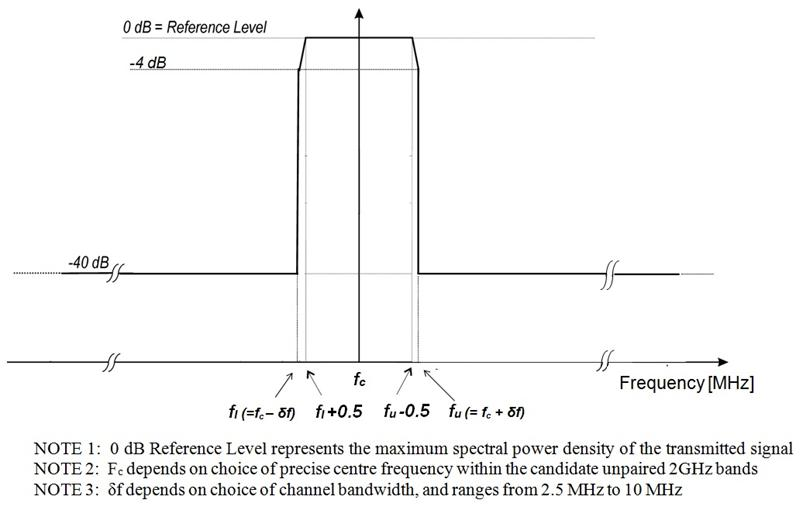 0 dB = Reference Level
-4 dB
-40 dB
fc
Frequency [MHz]
fl (=fc – δf)
fl +0.5
fu -0.5
fu (= fc + δf)
NOTE 1: 0 dB Reference Level represents the maximum spectral power density of the transmitted signal
NOTE 2: Fc depends on choice of precise centre frequency within the candidate unpaired 2GHz bands
NOTE 3: δf depends on choice of channel bandwidth, and ranges from 2.5 MHz to 10 MHz